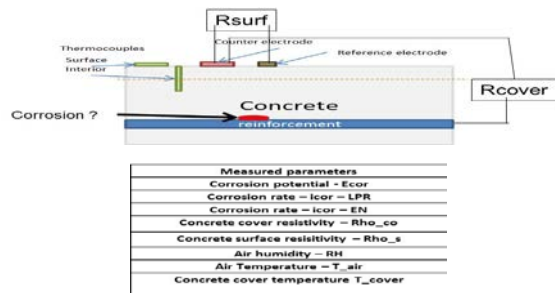 Rsurf
Thermocouples
Counter electrode
Surface
Reference electrode
Interior
Rcover
Concrete
Corrosion ?
reinforcement
Measured parameters
Corrosion potential - Ecor
Corrosion rate – icor – LPR
Corrosion rate – icor – EN
Concrete cover resistivity – Rho_co
Concrete surface resisitivity – Rho_s
Air humidity – RH
Air Temperature – T_air
Concrete cover temperature T_cover